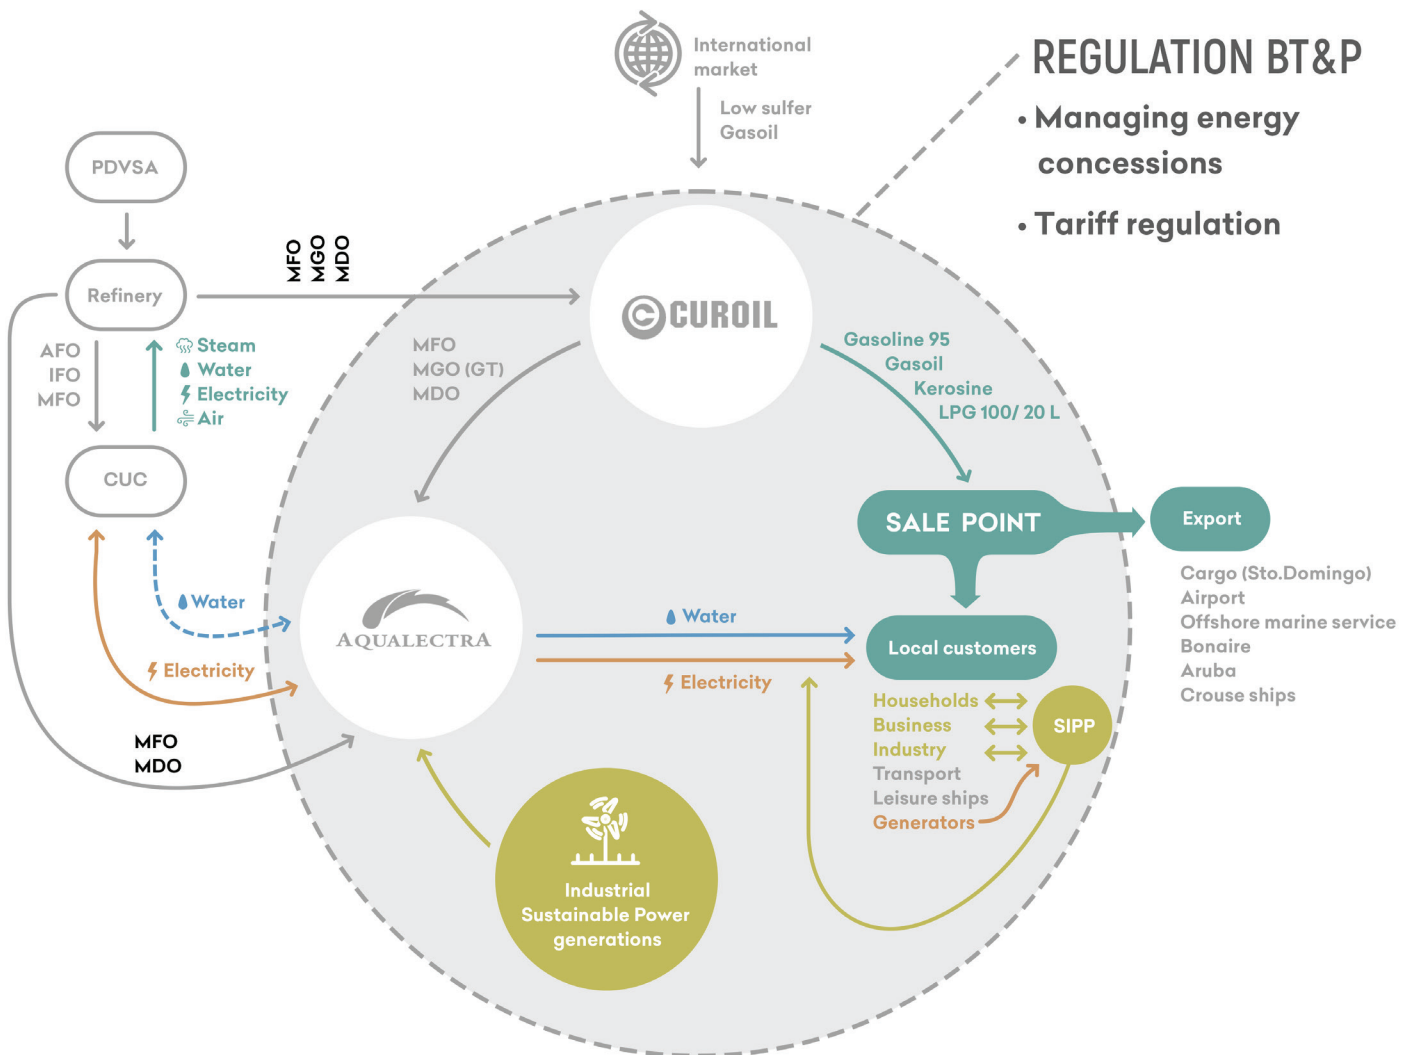 International
market
Low sulfer
Gasoil
REGULATION BT&P
• Managing energy
concessions
• Tariff regulation
PDVSA
Refinery
MFO
MGO
MDO
AFO
IFO
MFO
Steam
Water
Electricity
Air
CUC
CUROIL
MFO
MGO (GT)
MDO
Gasoline 95
Gasoil
Kerosine
LPG 100/ 20 L
SALE POINT
Export
Cargo (Sto.Domingo)
Airport
Offshore marine service
Bonaire
Aruba
Crouse ships
Water
Electricity
MFO
MDO
AQUALECTRA
Water
Electricity
Local customers
Households
Business
Industry
Transport
Leisure ships
Generators
SIPP
Industrial
Sustainable Power
generations